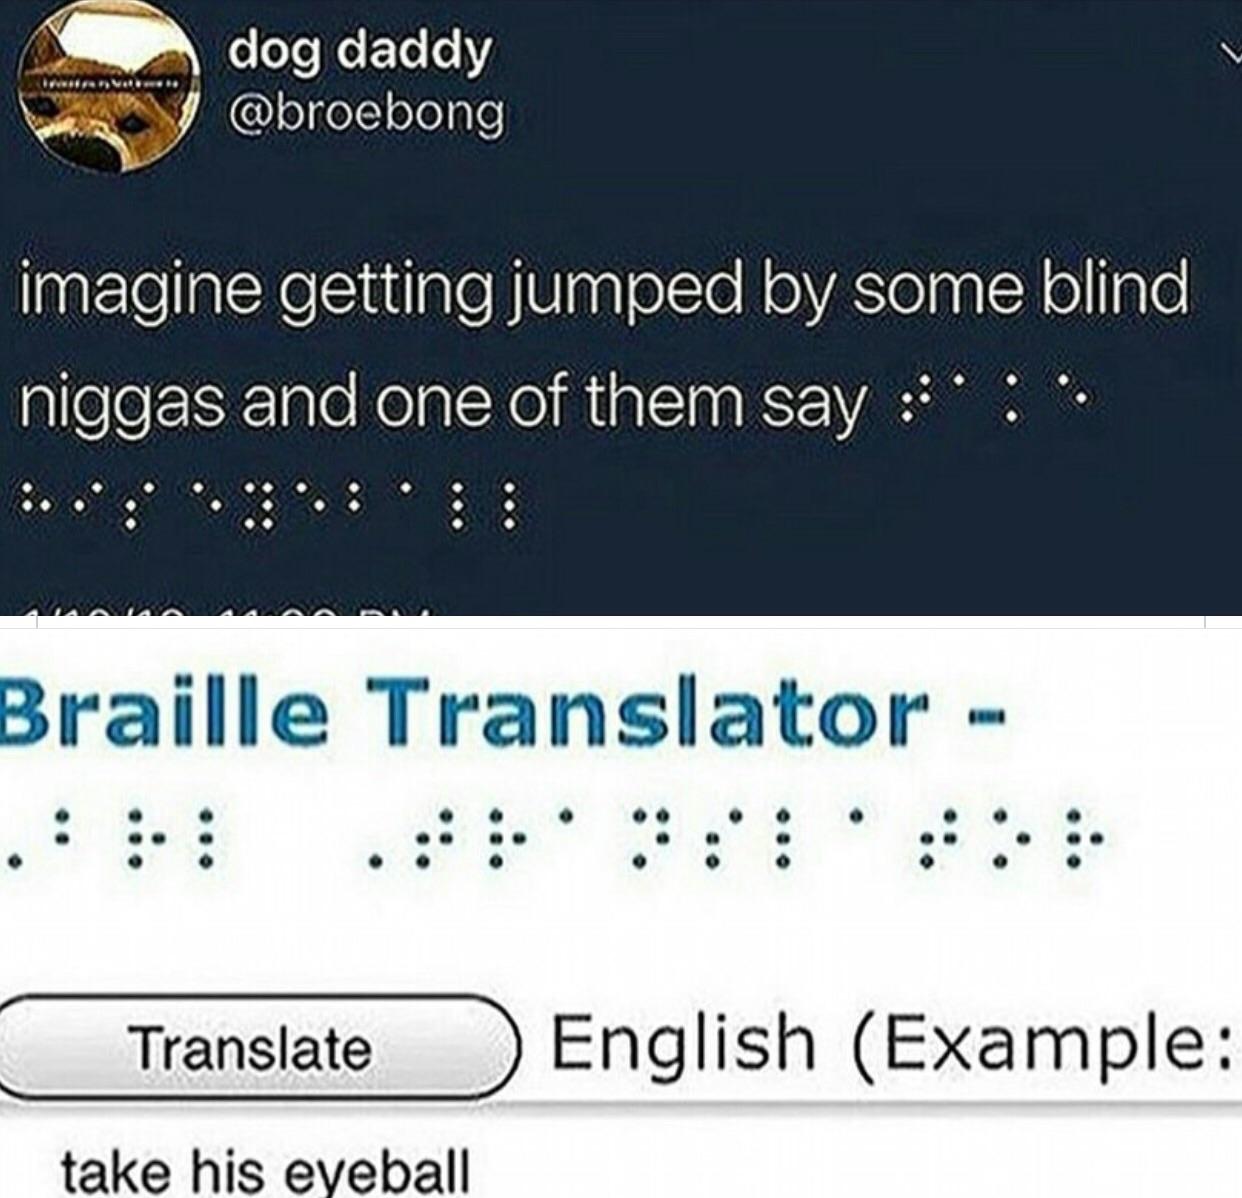 dog daddy
@broebong
imagine getting jumped by some blind
niggas and one of them say ⠞⠁⠅⠑
⠓⠊⠎ ⠑⠽⠑⠃⠁⠇⠇
Braille Translator -
⠠⠃⠗⠇ ⠠⠞⠗⠁⠝⠎⠇⠁⠞⠕⠗
Translate English (Example:
take his eyeball